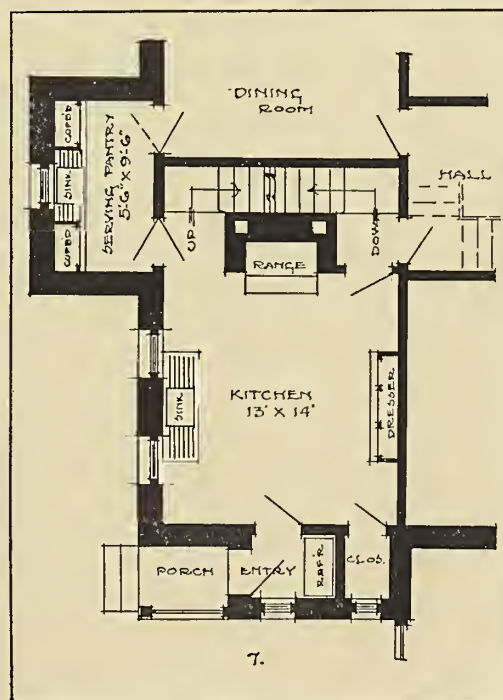 DINING
ROOM
CUPBD
SINK
CUPBD
SERVING PANTRY
5'-6" X 9'-6"
HALL
UP
DOWN
RANGE
KITCHEN
13' X 14'
SINK
DRESSER
PORCH
ENTRY
REFR
CLOS.
7.